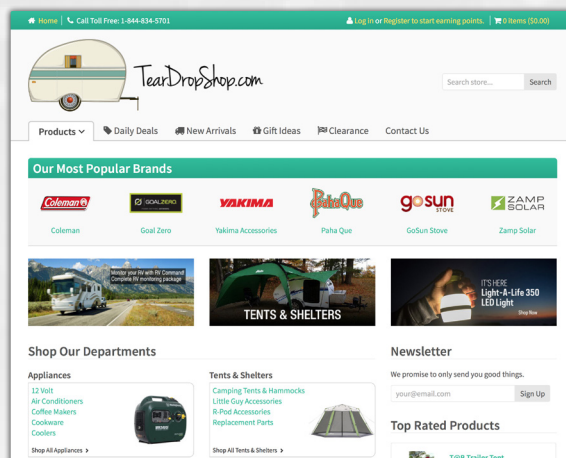 Home | Call Toll Free: 1-844-834-5701
Log in or Register to start earning points. | 0 Items ($0.00)
TearDropShop.com
Search store... Search
Products Daily Deals New Arrivals Gift Ideas Clearance Contact Us
Our Most Popular Brands
Coleman GOALZERO YAKIMA PahaQue gosun STOVE ZAMP SOLAR
Coleman Goal Zero Yakima Accessories Paha Que GoSun Stove Zamp Solar
Monitor your RV with RV Command!
Complete RV monitoring package
TENTS & SHELTERS
IT'S HERE
Light-A-Life 350
LED Light
Shop Now
Shop Our Departments
Appliances
12 Volt
Air Conditioners
Coffee Makers
Cookware
Coolers
Shop All Appliances >
Tents & Shelters
Camping Tents & Hammocks
Little Guy Accessories
R-Pod Accessories
Replacement Parts
Shop All Tents & Shelters >
Newsletter
We promise to only send you good things.
your@email.com Sign Up
Top Rated Products
T@B Trailer Tent